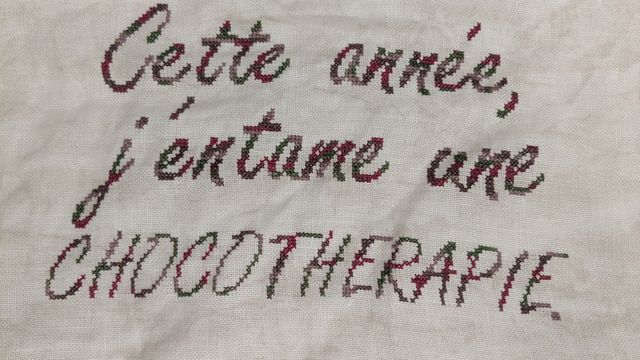 Cette année,
j'entame une
CHOCOTHERAPIE.